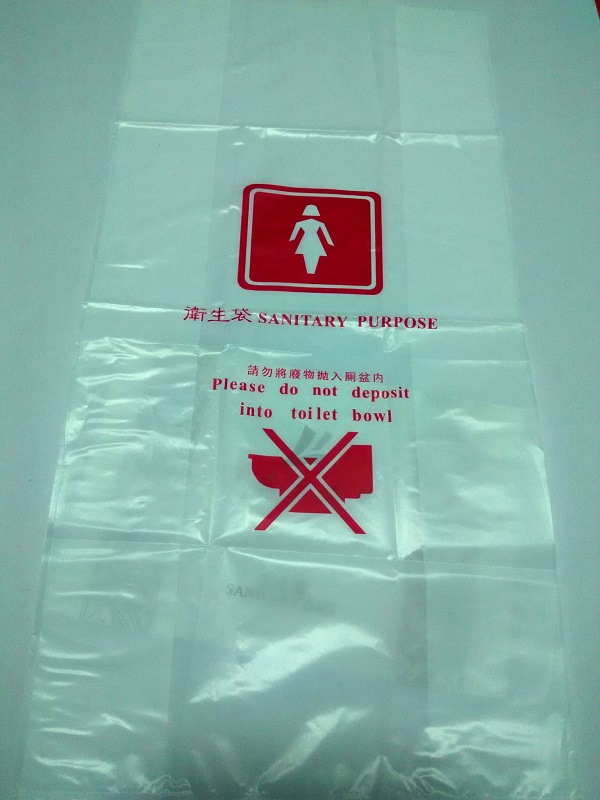 衛生袋 SANITARY PURPOSE
請勿將廢物拋入廁盆內
Please do not deposit
into toilet bowl
SAN